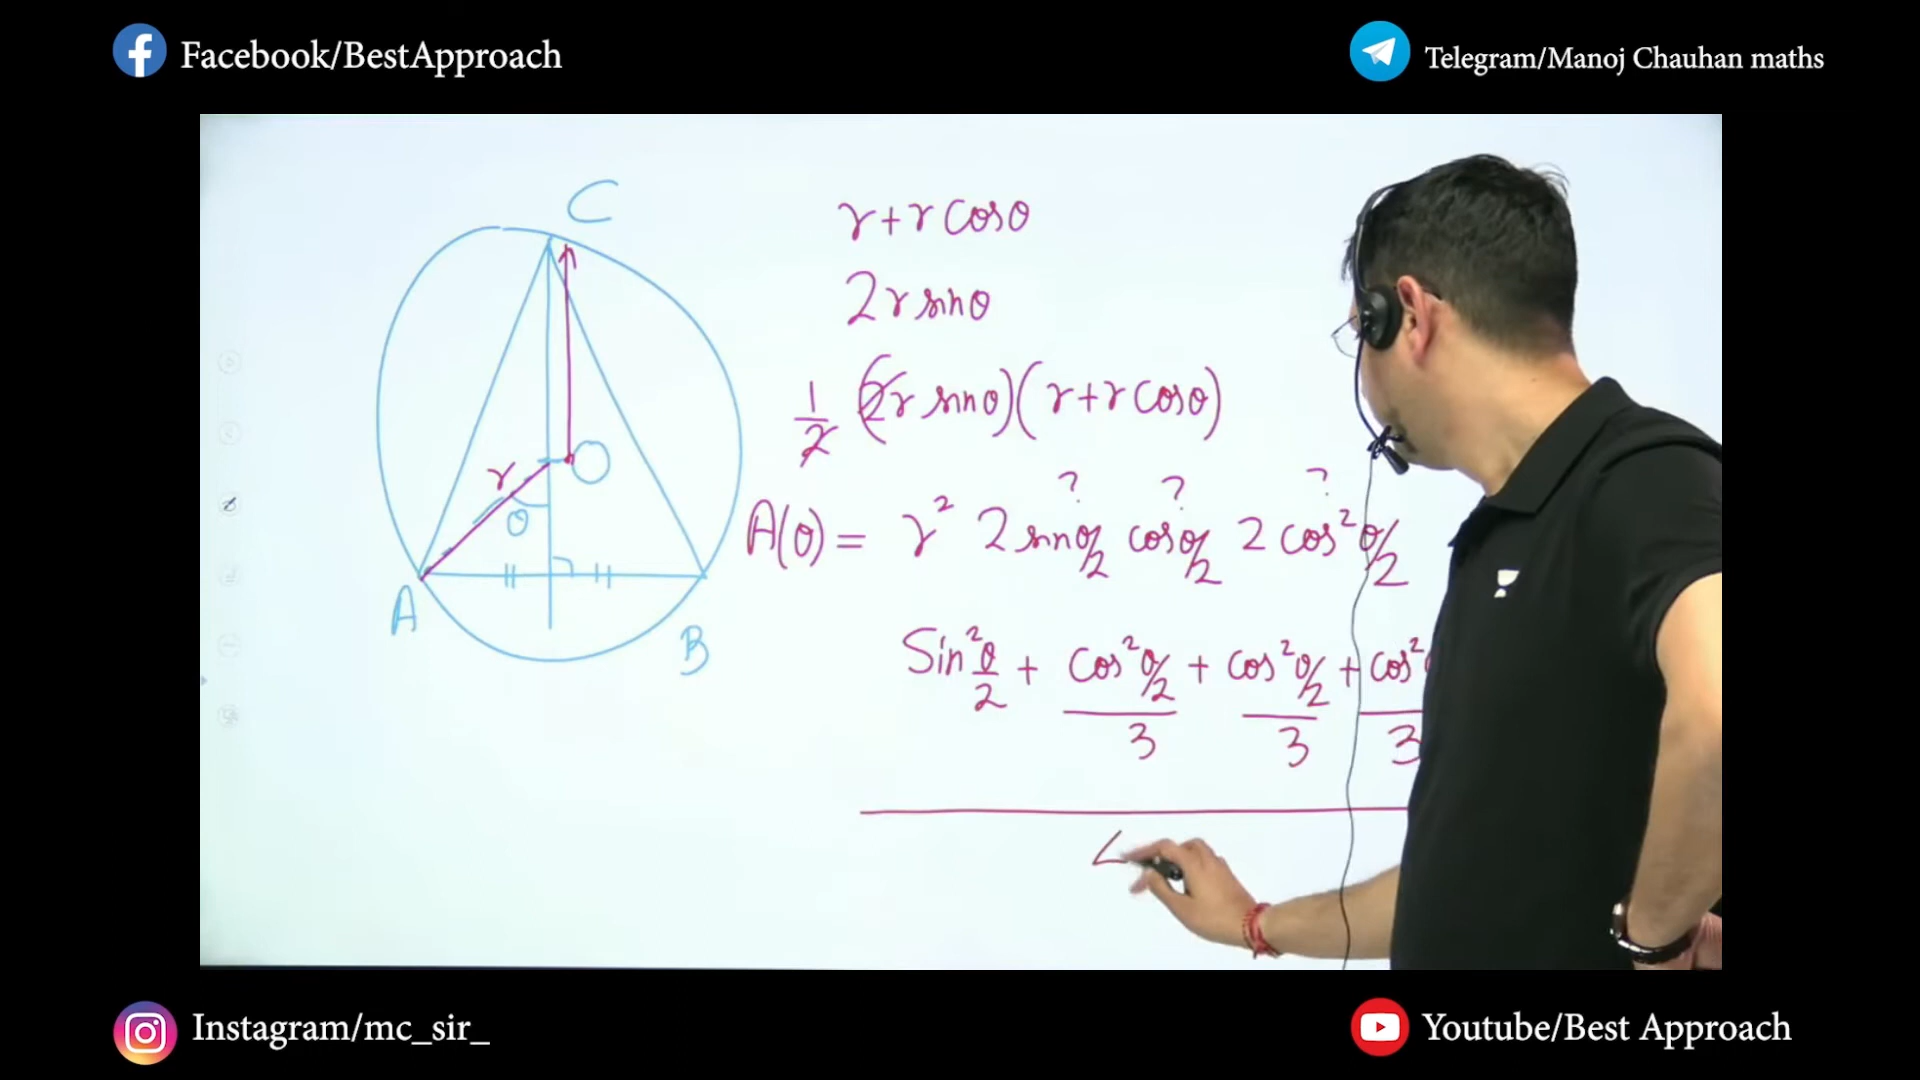 Facebook/BestApproach
Telegram/Manoj Chauhan maths
C
r
O
θ
A
B
r+r cosθ
2r sinθ
1/2 (2r sinθ)(r+r cosθ)
? ? ?
A(θ) = r² 2 sinθ/2 cosθ/2 2 cos²θ/2
Sin²θ/2 + cos²θ/2/3 + cos²θ/2/3 + cos²/3
Instagram/mc_sir_
Youtube/Best Approach